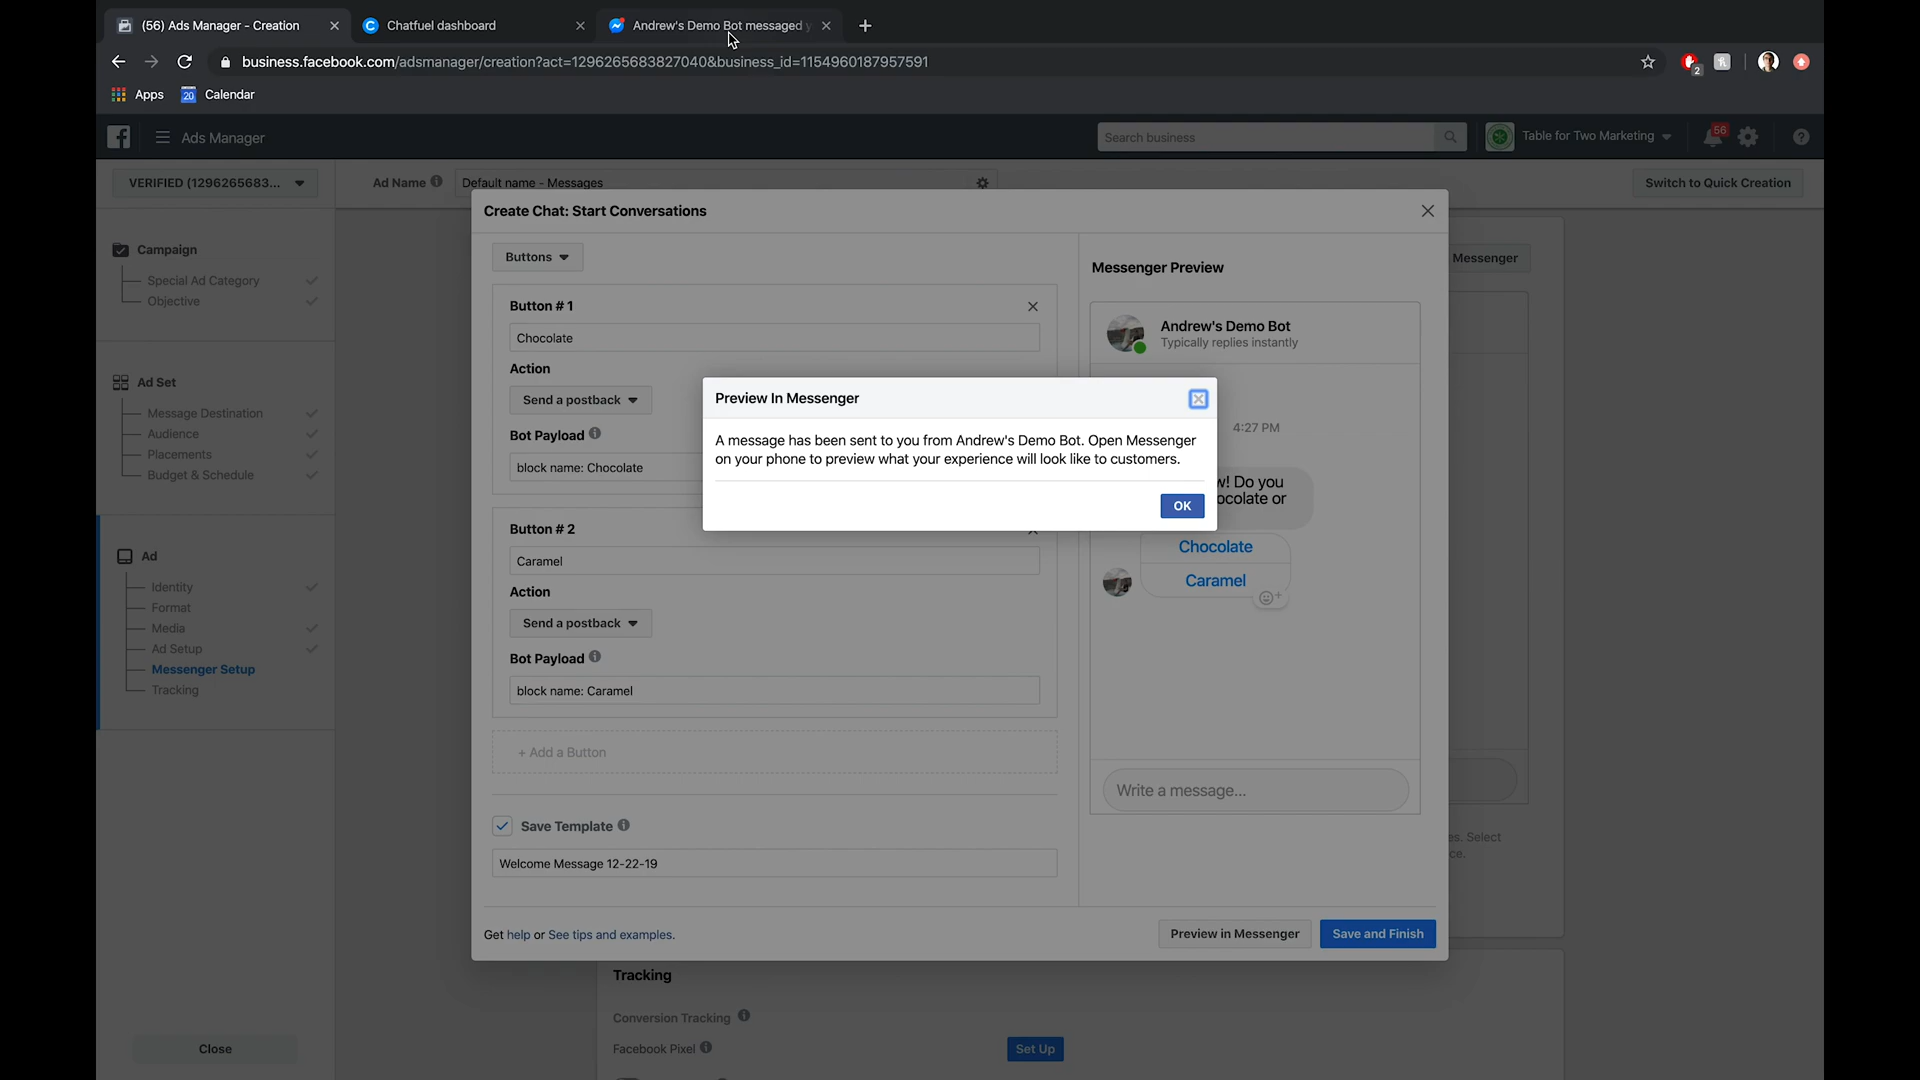 (56) Ads Manager - Creation
Chatfuel dashboard
Andrew's Demo Bot messaged
business.facebook.com/adsmanager/creation?act=1296265683827040&business_id=1154960187957591
2
Apps
20
Calendar
Ads Manager
Search business
Table for Two Marketing
56
VERIFIED (1296265683...
Ad Name
Default name - Messages
Switch to Quick Creation
Create Chat: Start Conversations
Campaign
Special Ad Category
Objective
Ad Set
Message Destination
Audience
Placements
Budget & Schedule
Ad
Identity
Format
Media
Ad Setup
Messenger Setup
Tracking
Close
Buttons
Button # 1
Chocolate
Action
Send a postback
Bot Payload
block name: Chocolate
Button # 2
Caramel
Action
Send a postback
Bot Payload
block name: Caramel
+ Add a Button
Save Template
Welcome Message 12-22-19
Get help or See tips and examples.
Preview in Messenger
Save and Finish
Messenger Preview
Andrew's Demo Bot
Typically replies instantly
4:27 PM
! Do you
or
Chocolate
Caramel
Write a message...
Preview In Messenger
A message has been sent to you from Andrew's Demo Bot. Open Messenger
on your phone to preview what your experience will look like to customers.
OK
Messenger
Select
Tracking
Conversion Tracking
Facebook Pixel
Set Up